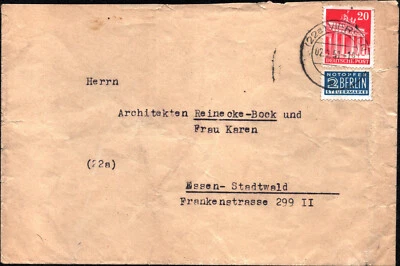 20
DEUTSCHE POST
NOTOPFER
2 BERLIN
STEUERMARKE
Herrn
Architekten Reinecke-Bock und
Frau Karen
(22a)
Essen-Stadtwald
Frankenstrasse 299 II